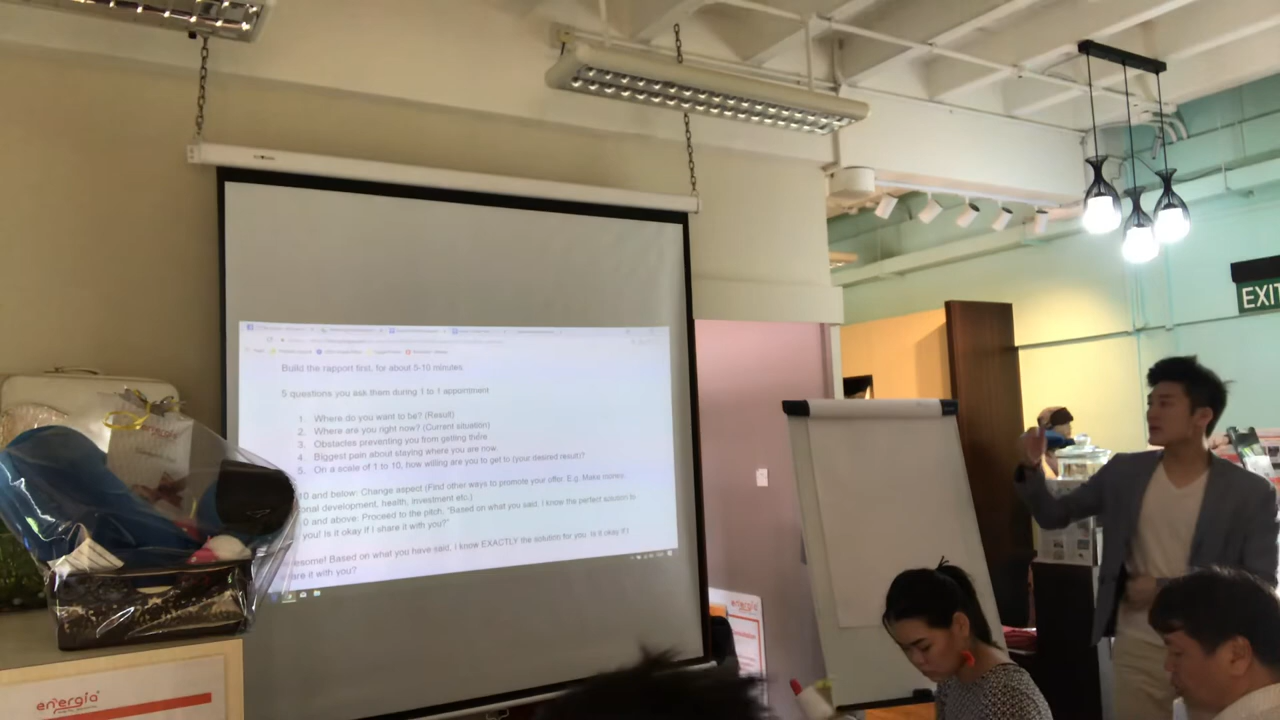 Build the rapport first, for about 5-10 minutes
5 questions you ask them during 1 to 1 appointment
1. Where do you want to be? (Result)
2. Where are you right now? (Current situation)
3. Obstacles preventing you from getting there
4. Biggest pain about staying where you are now.
5. On a scale of 1 to 10, how willing are you to get to (your desired result)?
10 and below: Change aspect (Find other ways to promote your offer. E.g. Make money,
onal development, health, investment etc.)
0 and above: Proceed to the pitch. "Based on what you said, I know the perfect solution to
you! Is it okay if I share it with you?"
esome! Based on what you have said, I know EXACTLY the solution for you. Is it okay if I
are it with you?
EXIT
energia
energia